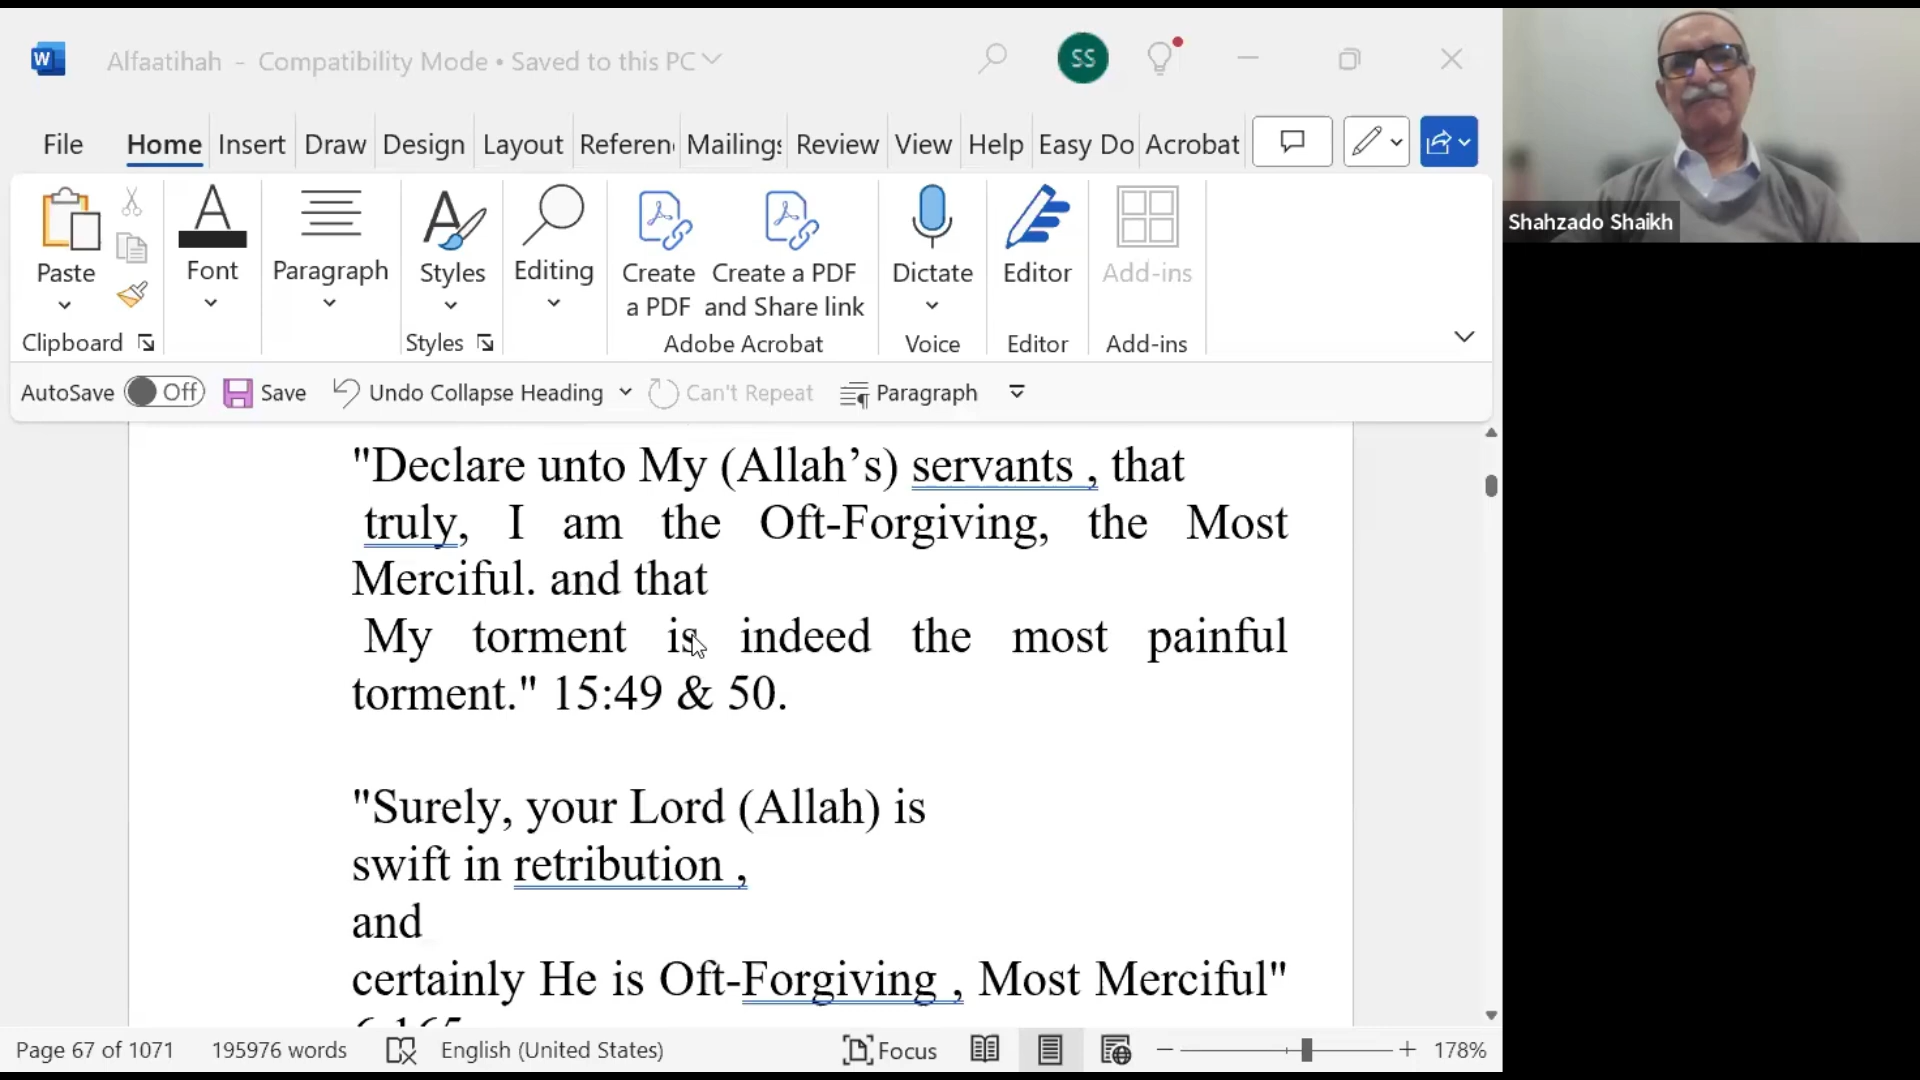 W Alfaatihah - Compatibility Mode • Saved to this PC SS
File Home Insert Draw Design Layout Referen Mailings Review View Help Easy Do Acrobat
Paste Font Paragraph Styles Editing Create a PDF Create a PDF and Share link Dictate Editor Add-ins
Clipboard Styles Adobe Acrobat Voice Editor Add-ins
AutoSave Off Save Undo Collapse Heading Can't Repeat Paragraph
Shahzado Shaikh
"Declare unto My (Allah’s) servants , that
truly, I am the Oft-Forgiving, the Most
Merciful. and that
My torment is indeed the most painful
torment." 15:49 & 50.
"Surely, your Lord (Allah) is
swift in retribution ,
and
certainly He is Oft-Forgiving , Most Merciful"
Page 67 of 1071 195976 words English (United States) Focus 178%